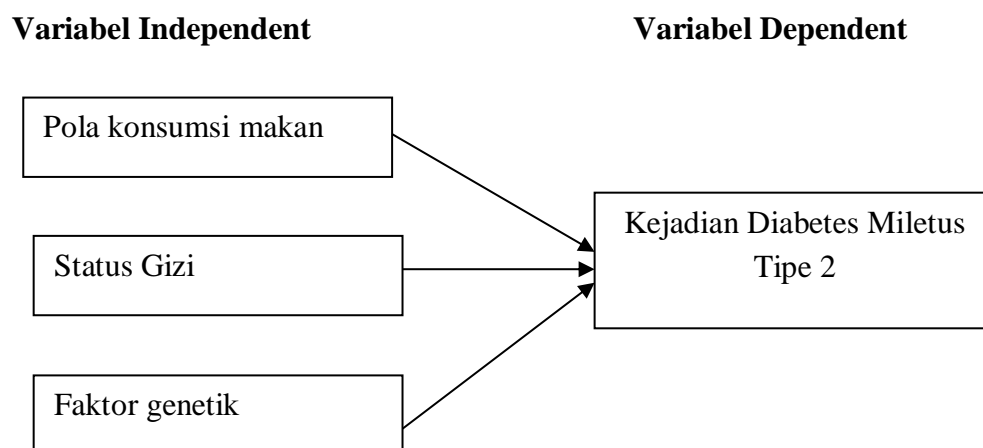 Variabel Independent
Variabel Dependent
Pola konsumsi makan
Kejadian Diabetes Miletus
Tipe 2
Status Gizi
Faktor genetik